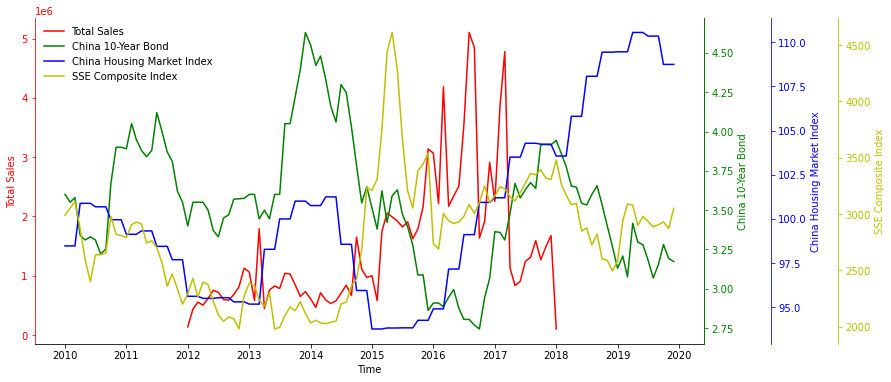 1e6
Total Sales
China 10-Year Bond
China Housing Market Index
SSE Composite Index
5
4
3
2
1
0
Total Sales
2010 2011 2012 2013 2014 2015 2016 2017 2018 2019 2020
Time
4.50
4.25
4.00
3.75
3.50
3.25
3.00
2.75
China 10-Year Bond
110.0
107.5
105.0
102.5
100.0
97.5
95.0
China Housing Market Index
4500
4000
3500
3000
2500
2000
SSE Composite Index